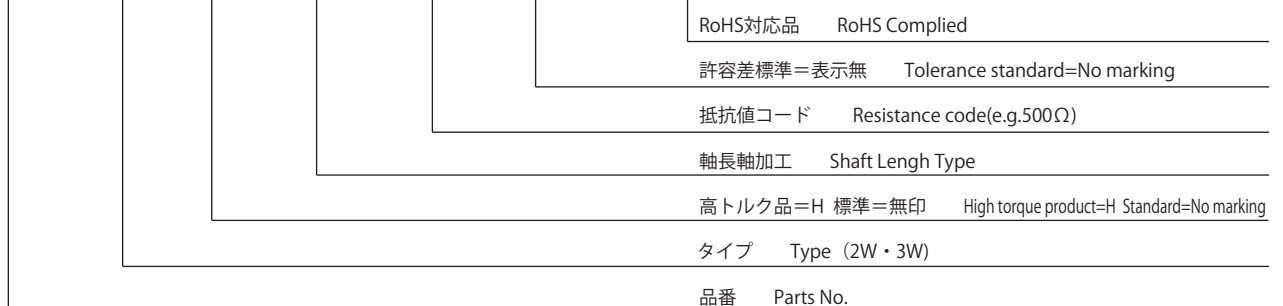 RoHS対応品 RoHS Complied
許容差標準＝表示無 Tolerance standard=No marking
抵抗値コード Resistance code(e.g.500Ω)
軸長軸加工 Shaft Lengh Type
高トルク品＝H 標準＝無印 High torque product=H Standard=No marking
タイプ Type（2W・3W)
品番 Parts No.